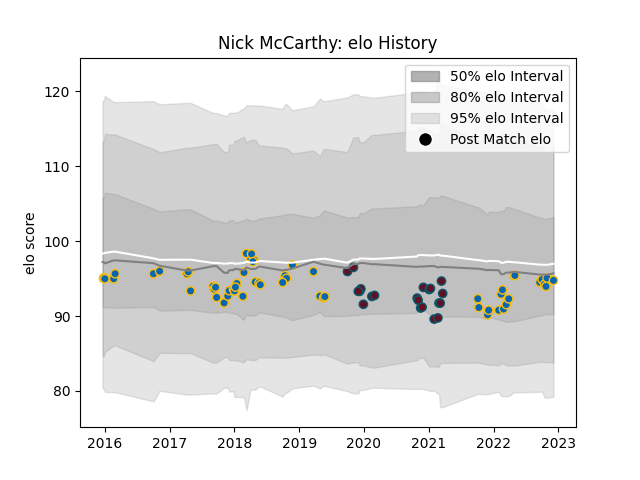 Nick McCarthy: elo History
50% elo Interval
80% elo Interval
95% elo Interval
Post Match elo
elo score
120
110
100
90
80
2016 2017 2018 2019 2020 2021 2022 2023